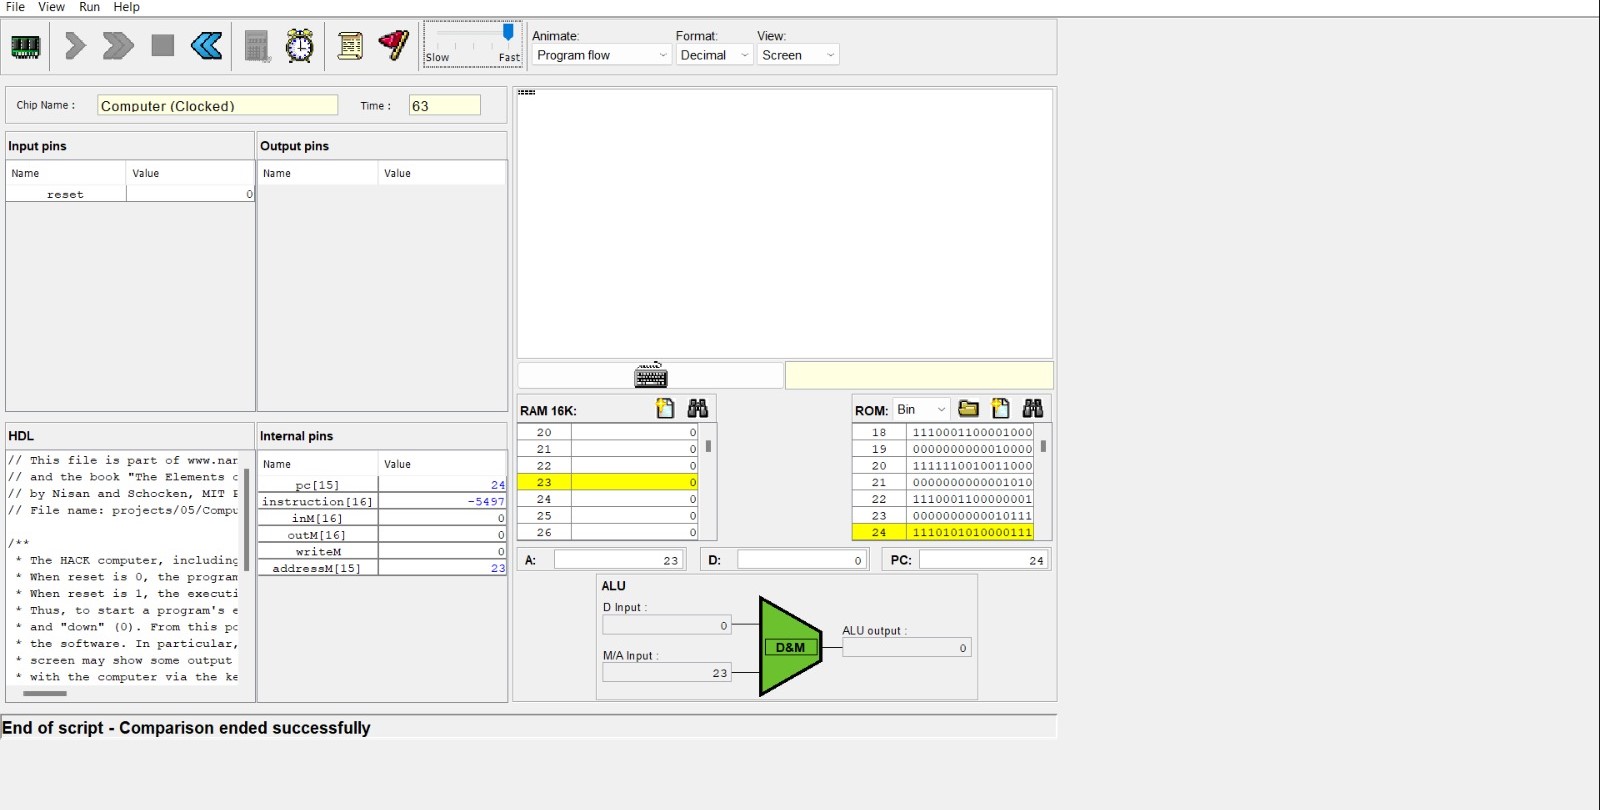 File View Run Help
Animate: Format: View:
Slow Fast Program flow Decimal Screen
Chip Name : Computer (Clocked) Time : 63
Input pins
Name Value
reset 0
Output pins
Name Value
HDL
// This file is part of www.nan
// and the book "The Elements o
// by Nisan and Schocken, MIT P
// File name: projects/05/Compu
/**
* The HACK computer, including
* When reset is 0, the program
* When reset is 1, the executi
* Thus, to start a program's e
* and "down" (0). From this po
* the software. In particular,
* screen may show some output
* with the computer via the ke
Internal pins
Name Value
pc[15] 24
instruction[16] -5497
inM[16] 0
outM[16] 0
writeM 0
addressM[15] 23
RAM 16K:
20 0
21 0
22 0
23 0
24 0
25 0
26 0
ROM: Bin
18 1110001100001000
19 0000000000010000
20 1111110010011000
21 0000000000001010
22 1110001100000001
23 0000000000010111
24 1110101010000111
A: 23 D: 0 PC: 24
ALU
D Input :
0
M/A Input :
23
D&M
ALU output :
0
End of script - Comparison ended successfully